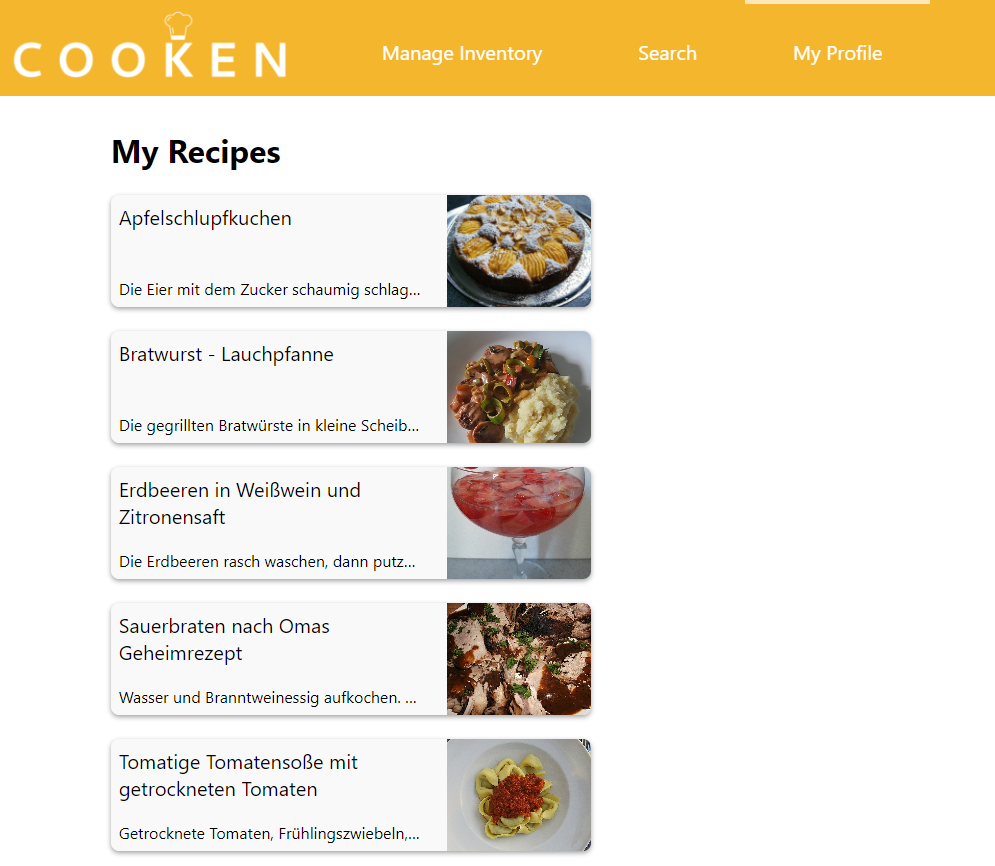 COOKEN
Manage Inventory
Search
My Profile
My Recipes
Apfelschlupfkuchen
Die Eier mit dem Zucker schaumig schlag...
Bratwurst - Lauchpfanne
Die gegrillten Bratwürste in kleine Scheib...
Erdbeeren in Weißwein und
Zitronensaft
Die Erdbeeren rasch waschen, dann putz...
Sauerbraten nach Omas
Geheimrezept
Wasser und Branntweinessig aufkochen. ...
Tomatige Tomatensoße mit
getrockneten Tomaten
Getrocknete Tomaten, Frühlingszwiebeln,...